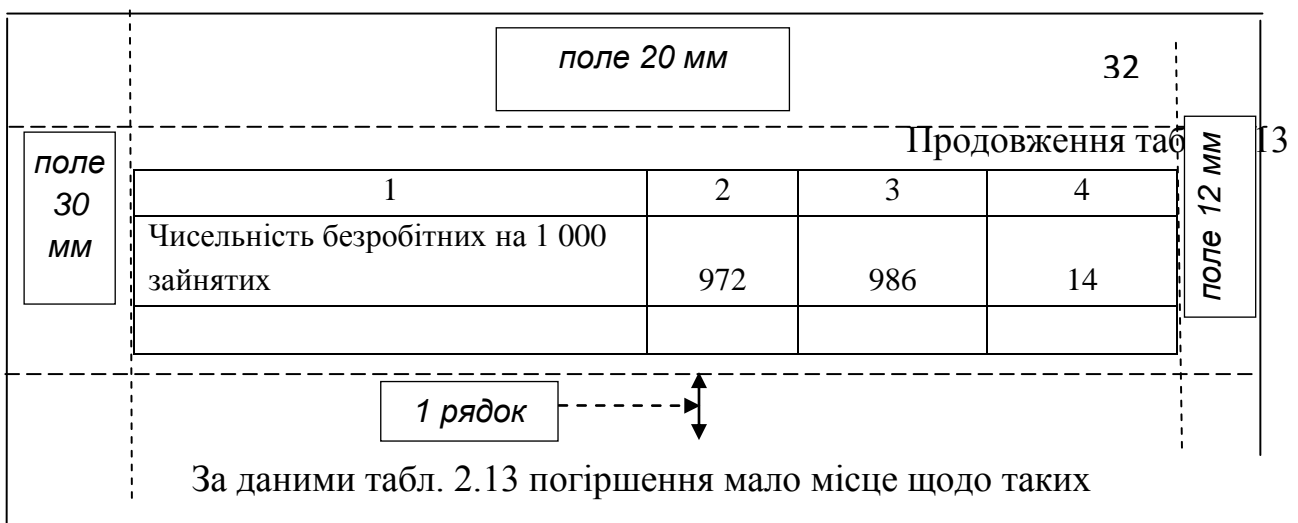 поле 20 мм
32
Продовження таб 13
поле
30
мм
поле 12 мм
1 2 3 4
Чисельність безробітних на 1 000
зайнятих 972 986 14
1 рядок
За даними табл. 2.13 погіршення мало місце щодо таких